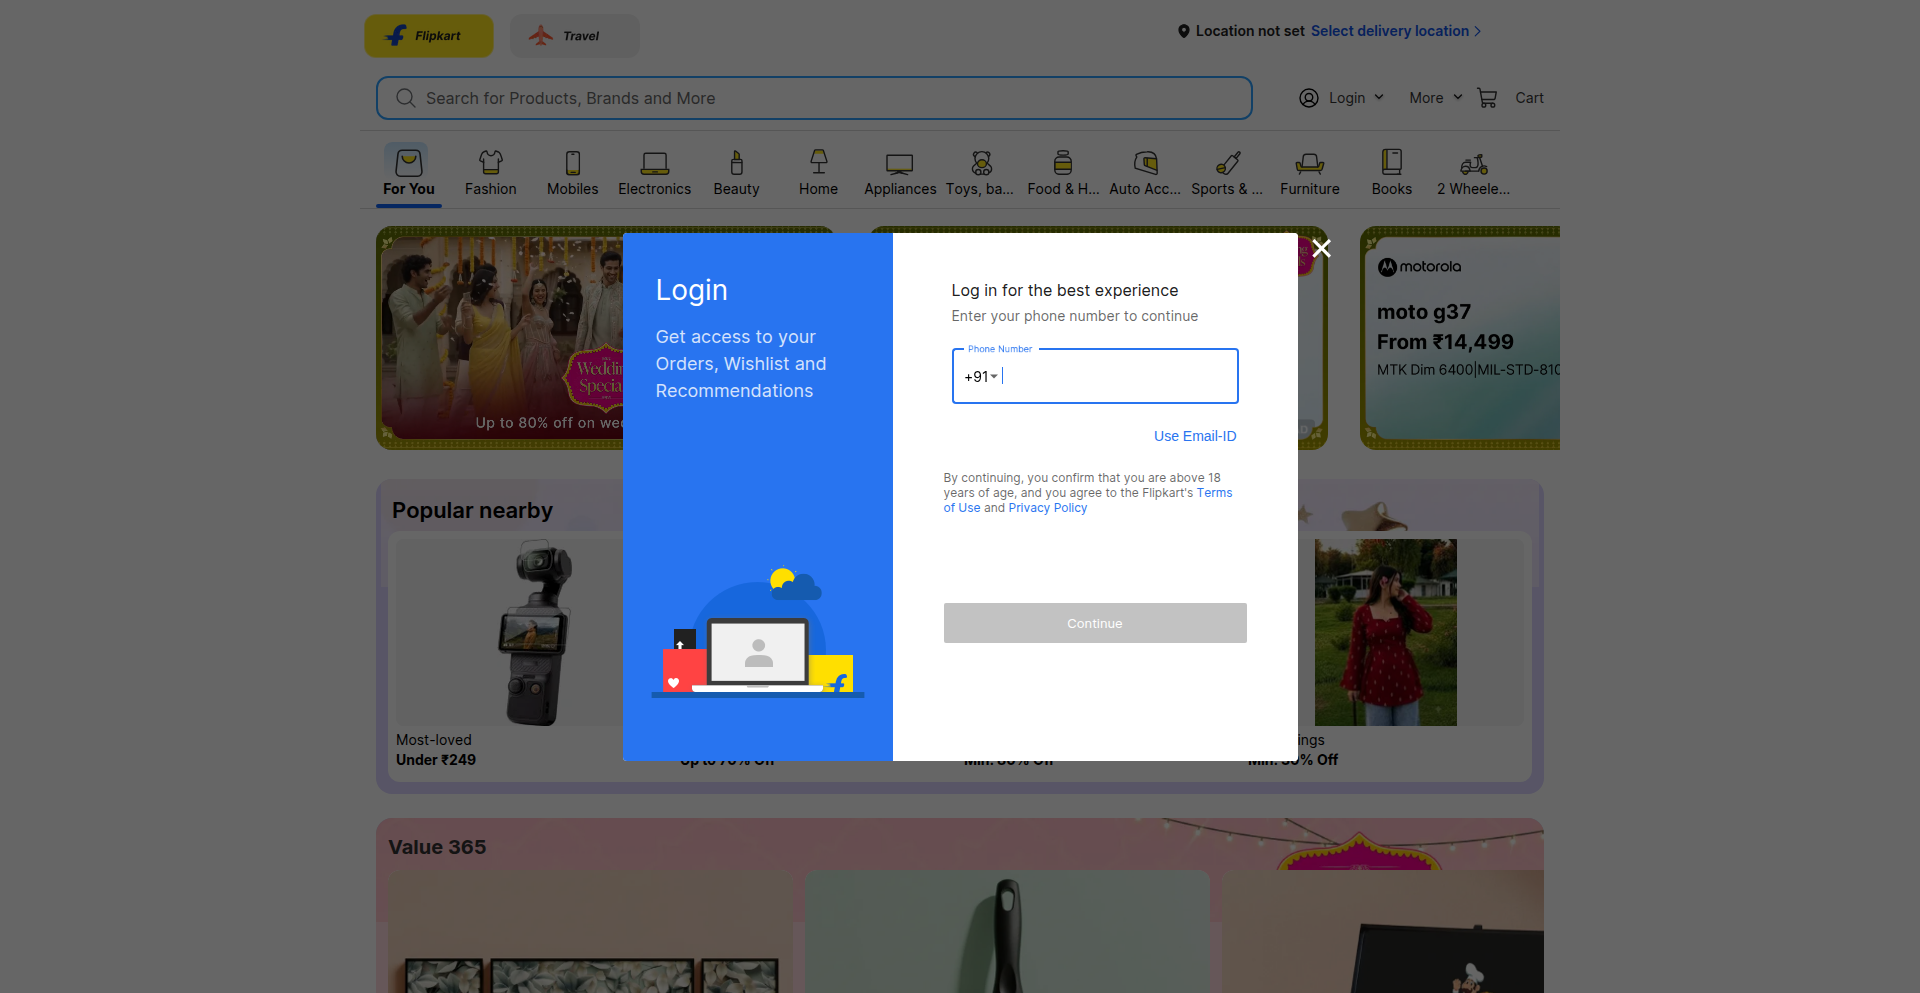 Flipkart
Travel
Location not set Select delivery location
Search for Products, Brands and More
Login
More
Cart
For You
Fashion
Mobiles
Electronics
Beauty
Home
Appliances
Toys, ba...
Food & H...
Auto Acc...
Sports & ...
Furniture
Books
2 Wheele...
Up to 80% off on
motorola
moto g37
From ₹14,499
MTK Dim 6400|MIL-STD-810
Login
Get access to your
Orders, Wishlist and
Recommendations
Log in for the best experience
Enter your phone number to continue
Phone Number
+91
Use Email-ID
By continuing, you confirm that you are above 18
years of age, and you agree to the Flipkart's Terms
of Use and Privacy Policy
Continue
Popular nearby
Most-loved
Under ₹249
Value 365